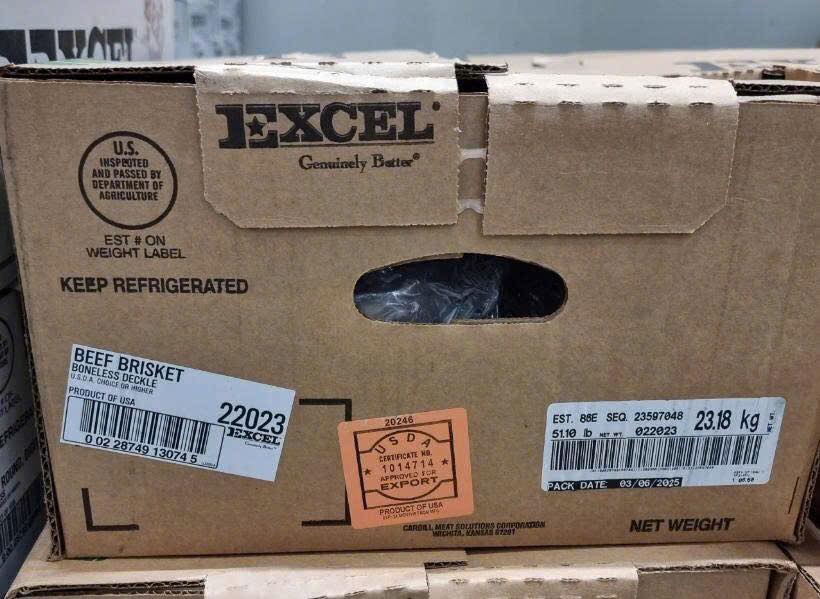 EXCEL
EXCEL®
Genuinely Better®
U.S.
INSPECTED
AND PASSED BY
DEPARTMENT OF
AGRICULTURE
EST # ON
WEIGHT LABEL
KEEP REFRIGERATED
BEEF BRISKET
BONELESS DECKLE
U.S.D.A. CHOICE OR HIGHER
PRODUCT OF USA
22023
EXCEL
0 02 28749 13074 5
20246
USDA
CERTIFICATE NO.
1014714
APPROVED FOR
EXPORT
PRODUCT OF USA
EST. 86E SEQ. 23597048 23.18 kg
51.10 lb NET WT. 022023
PACK DATE: 03/06/2025
CARGILL MEAT SOLUTIONS CORPORATION
WICHITA, KANSAS 67201
NET WEIGHT